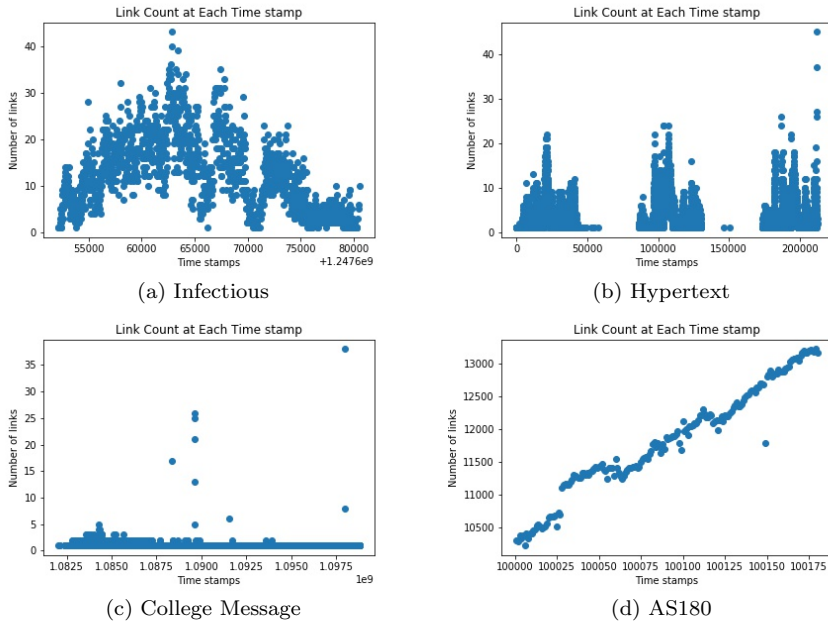 Link Count at Each Time stamp
Number of links
40
30
20
10
0
55000 60000 65000 70000 75000 80000
+1.2476e9
Time stamps
(a) Infectious
Link Count at Each Time stamp
Number of links
40
30
20
10
0
0 50000 100000 150000 200000
Time stamps
(b) Hypertext
Link Count at Each Time stamp
Number of links
35
30
25
20
15
10
5
0
1.0825 1.0850 1.0875 1.0900 1.0925 1.0950 1.0975
1e9
Time stamps
(c) College Message
Link Count at Each Time stamp
Number of links
13000
12500
12000
11500
11000
10500
100000 100025 100050 100075 100100 100125 100150 100175
Time stamps
(d) AS180